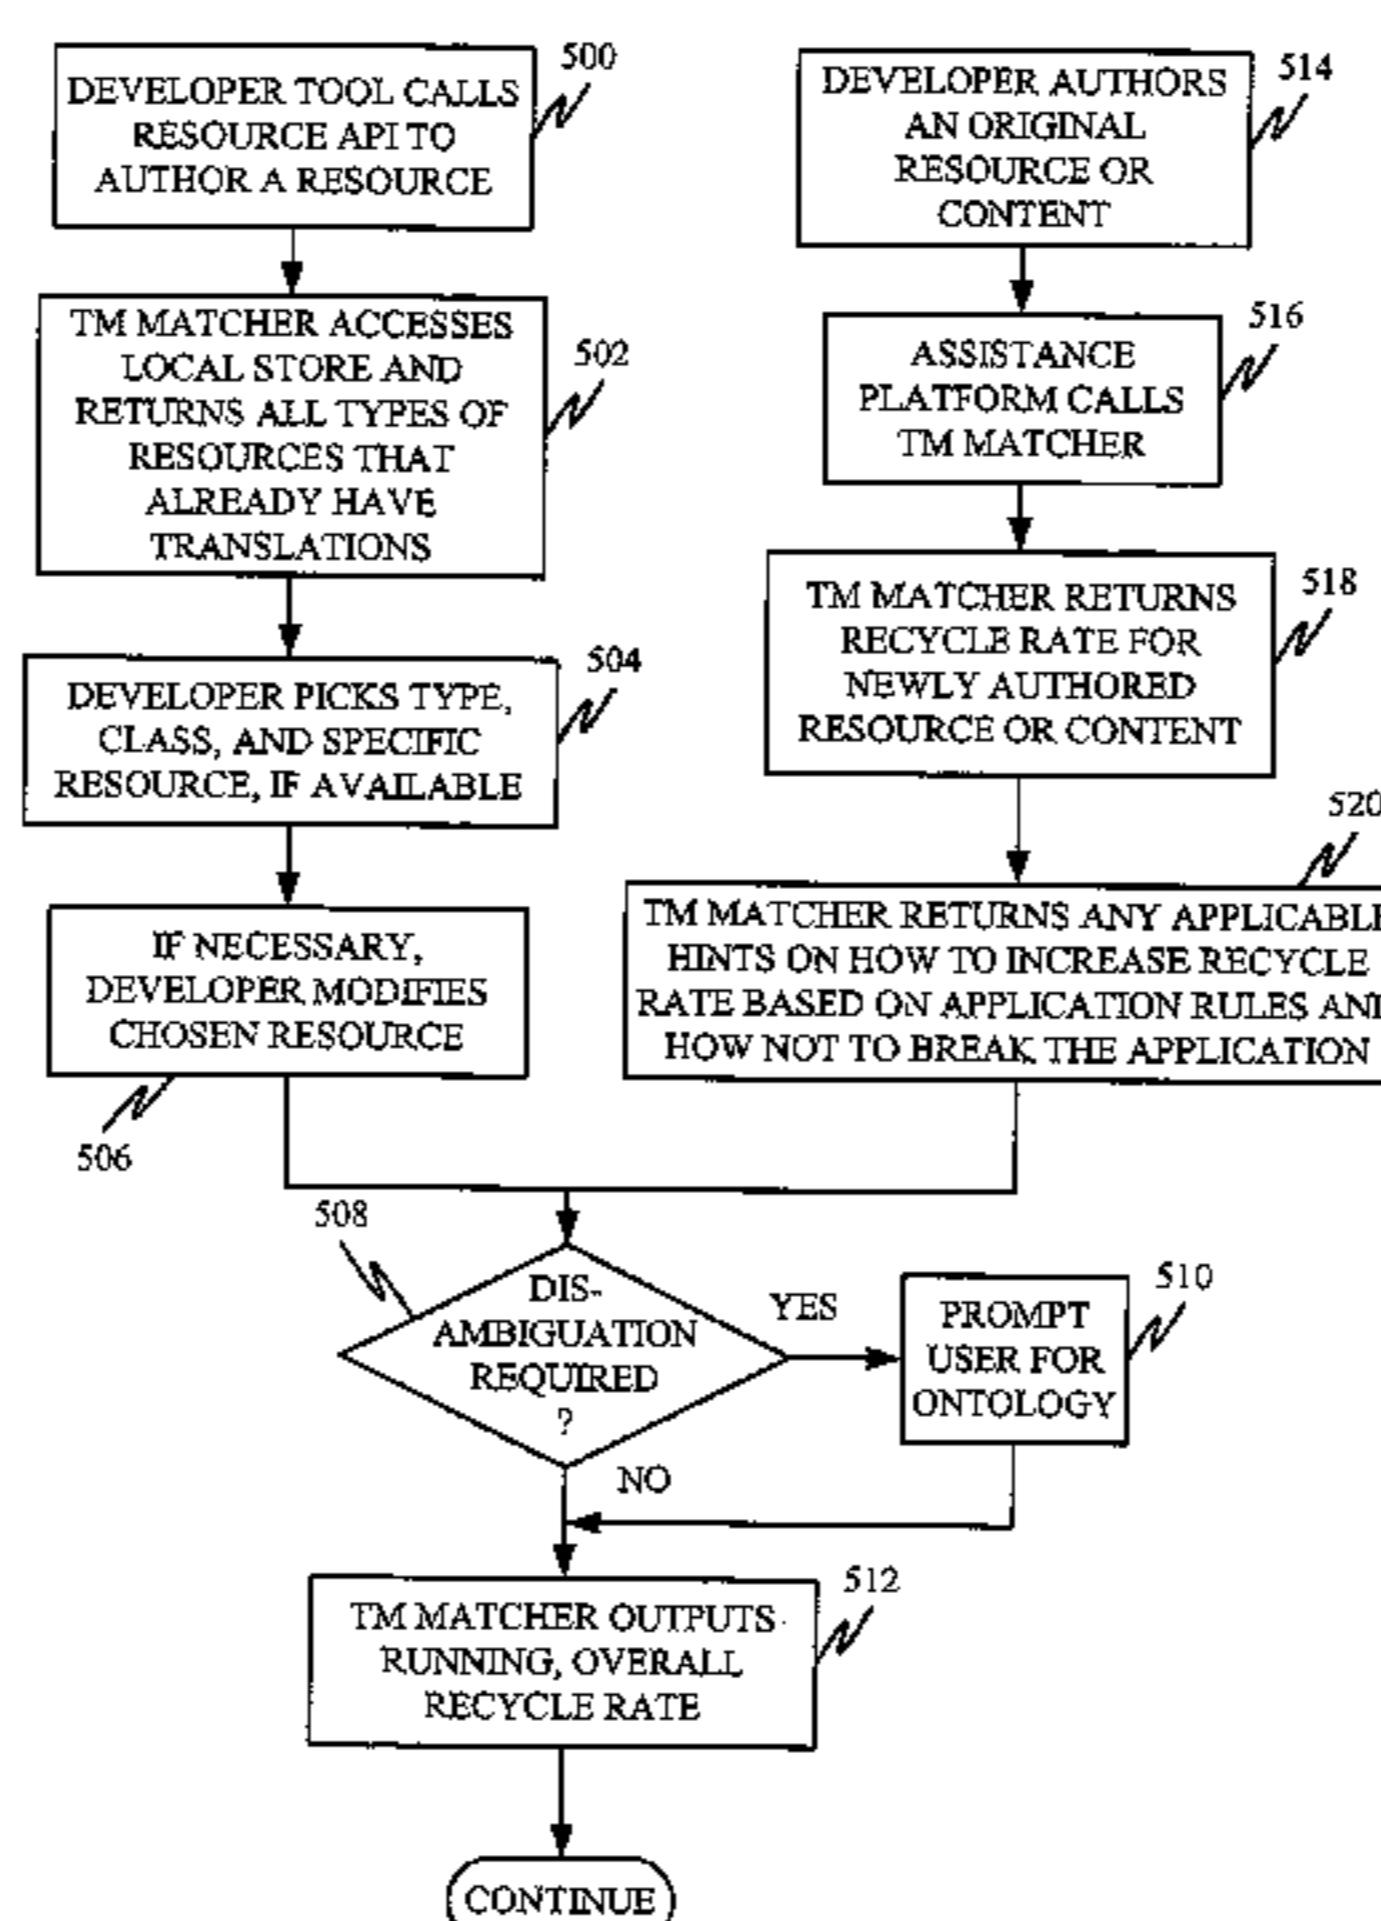 500
DEVELOPER TOOL CALLS
RESOURCE API TO
AUTHOR A RESOURCE
502
TM MATCHER ACCESSES
LOCAL STORE AND
RETURNS ALL TYPES OF
RESOURCES THAT
ALREADY HAVE
TRANSLATIONS
504
DEVELOPER PICKS TYPE,
CLASS, AND SPECIFIC
RESOURCE, IF AVAILABLE
IF NECESSARY,
DEVELOPER MODIFIES
CHOSEN RESOURCE
506
514
DEVELOPER AUTHORS
AN ORIGINAL
RESOURCE OR
CONTENT
516
ASSISTANCE
PLATFORM CALLS
TM MATCHER
518
TM MATCHER RETURNS
RECYCLE RATE FOR
NEWLY AUTHORED
RESOURCE OR CONTENT
520
TM MATCHER RETURNS ANY APPLICABLE
HINTS ON HOW TO INCREASE RECYCLE
RATE BASED ON APPLICATION RULES AND
HOW NOT TO BREAK THE APPLICATION
508
DIS-
AMBIGUATION
REQUIRED
?
YES
510
PROMPT
USER FOR
ONTOLOGY
NO
512
TM MATCHER OUTPUTS
RUNNING, OVERALL
RECYCLE RATE
CONTINUE